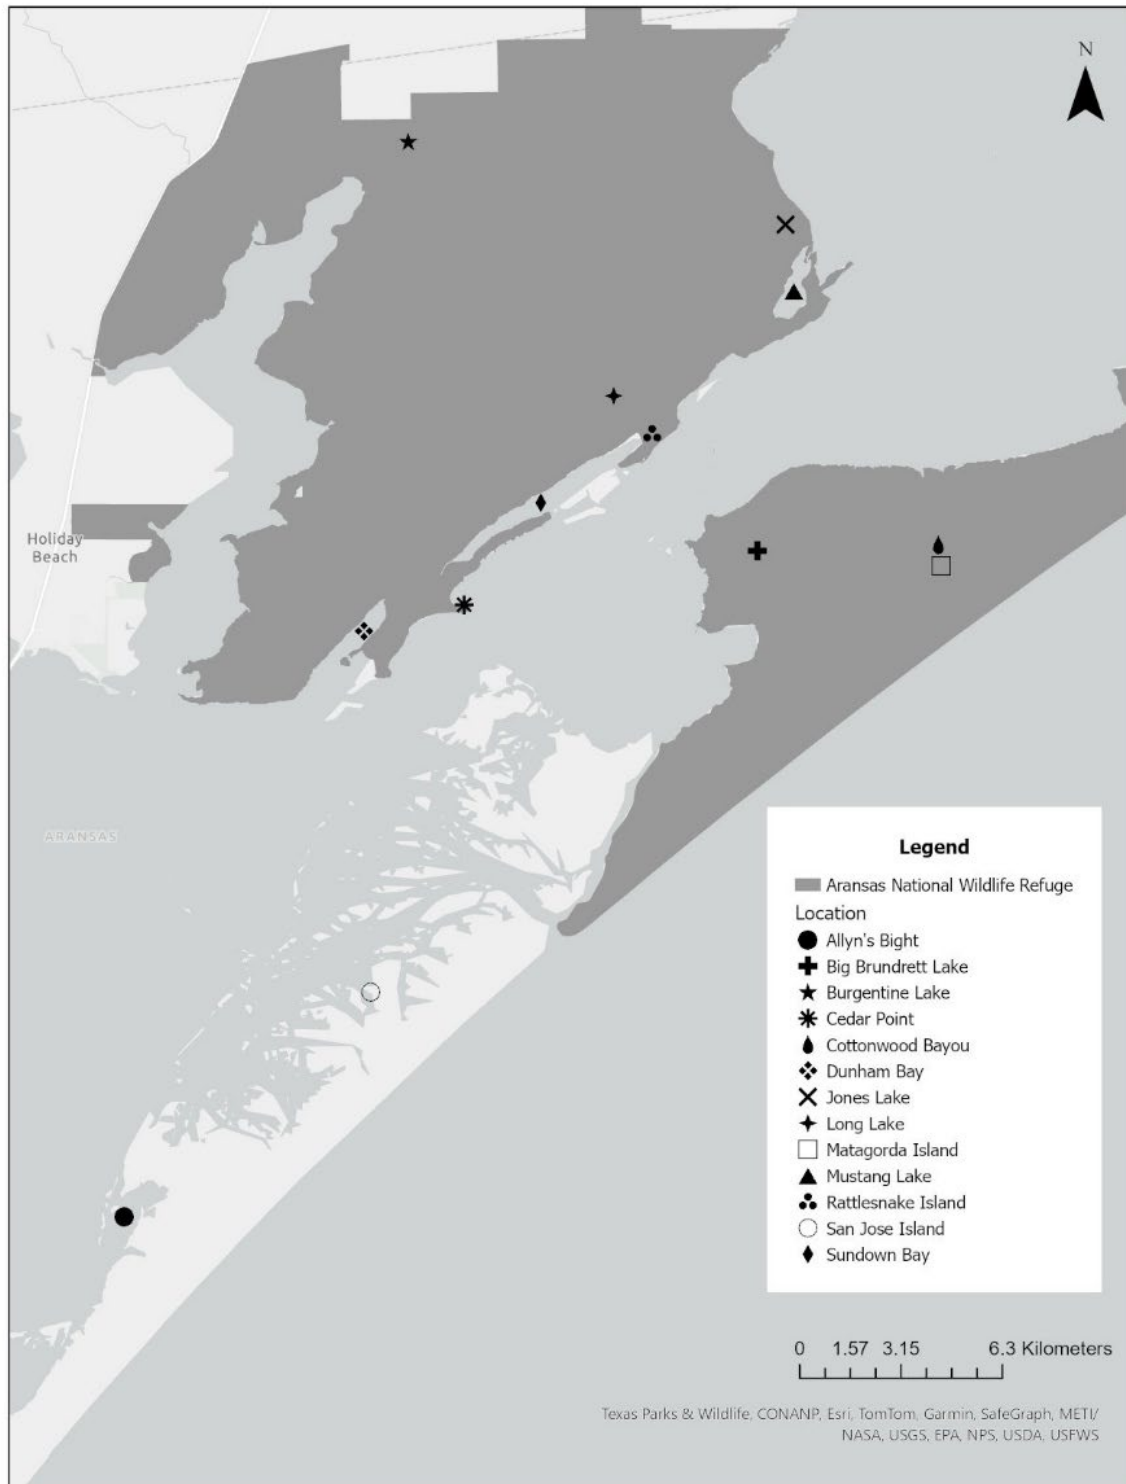 N
Holiday
Beach
ARANSAS
Legend
Aransas National Wildlife Refuge
Location
Allyn's Bight
Big Brundrett Lake
Burgentine Lake
Cedar Point
Cottonwood Bayou
Dunham Bay
Jones Lake
Long Lake
Matagorda Island
Mustang Lake
Rattlesnake Island
San Jose Island
Sundown Bay
0 1.57 3.15 6.3 Kilometers
Texas Parks & Wildlife, CONANP, Esri, TomTom, Garmin, SafeGraph, METI/
NASA, USGS, EPA, NPS, USDA, USFWS